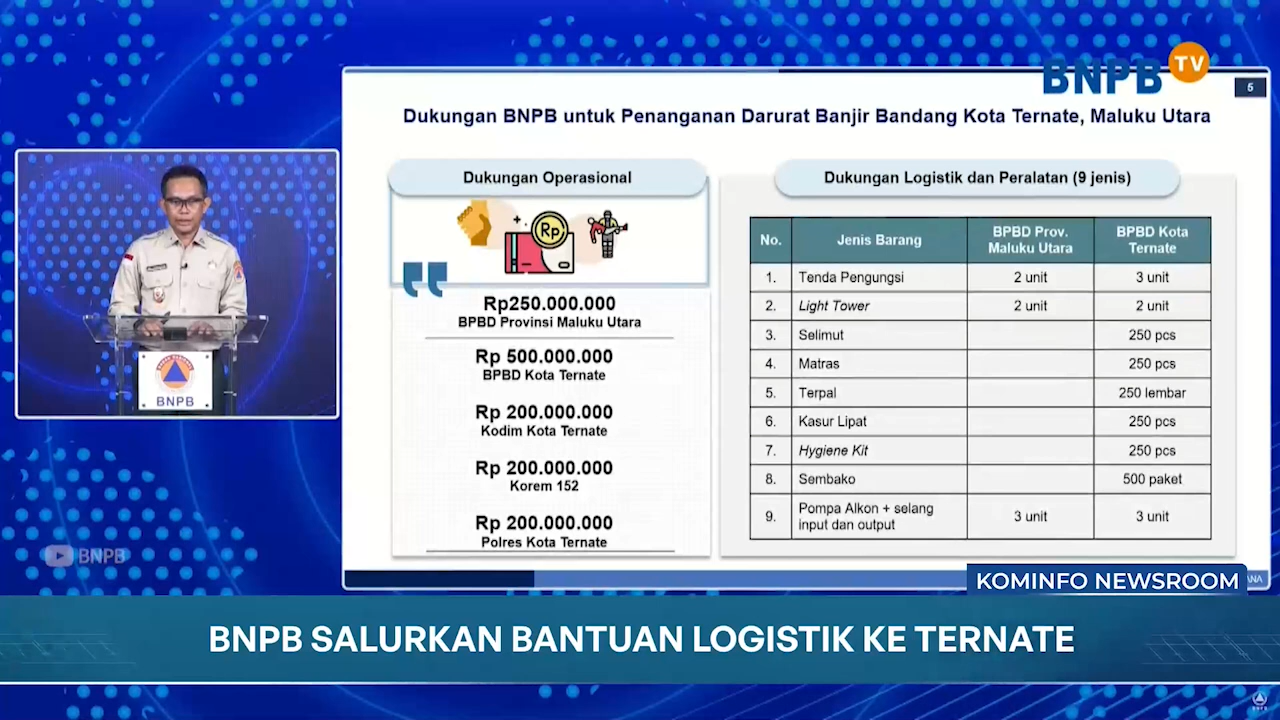 BNPB TV
5
Dukungan BNPB untuk Penanganan Darurat Banjir Bandang Kota Ternate, Maluku Utara
Dukungan Operasional
Rp
Rp250.000.000
BPBD Provinsi Maluku Utara
Rp 500.000.000
BPBD Kota Ternate
Rp 200.000.000
Kodim Kota Ternate
Rp 200.000.000
Korem 152
Rp 200.000.000
Polres Kota Ternate
Dukungan Logistik dan Peralatan (9 jenis)
No. Jenis Barang BPBD Prov. Maluku Utara BPBD Kota Ternate
1. Tenda Pengungsi 2 unit 3 unit
2. Light Tower 2 unit 2 unit
3. Selimut 250 pcs
4. Matras 250 pcs
5. Terpal 250 lembar
6. Kasur Lipat 250 pcs
7. Hygiene Kit 250 pcs
8. Sembako 500 paket
9. Pompa Alkon + selang input dan output 3 unit 3 unit
BNPB
BNPB
KOMINFO NEWSROOM
BNPB SALURKAN BANTUAN LOGISTIK KE TERNATE